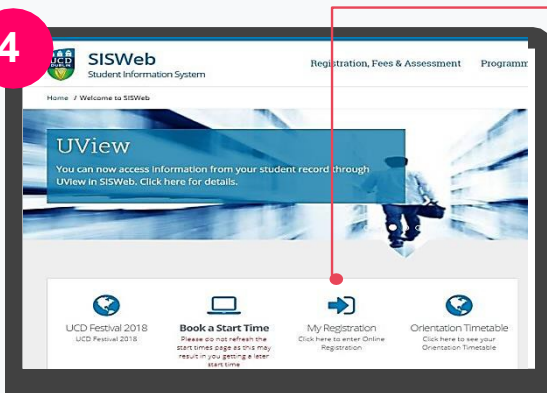 4
UCD
DUBLIN
SISWeb
Student Information System
Registration, Fees & Assessment
Home / Welcome to SISWeb
UView
You can now access information from your student record through
UView in SISWeb. Click here for details.
UCD Festival 2018
UCD Festival 2018
Book a Start Time
Please do not refresh the
start times page as this may
result in you getting a later
start time
My Registration
Click here to enter Online
Registration
Orientation Timetable
Click here to see your
Orientation Timetable